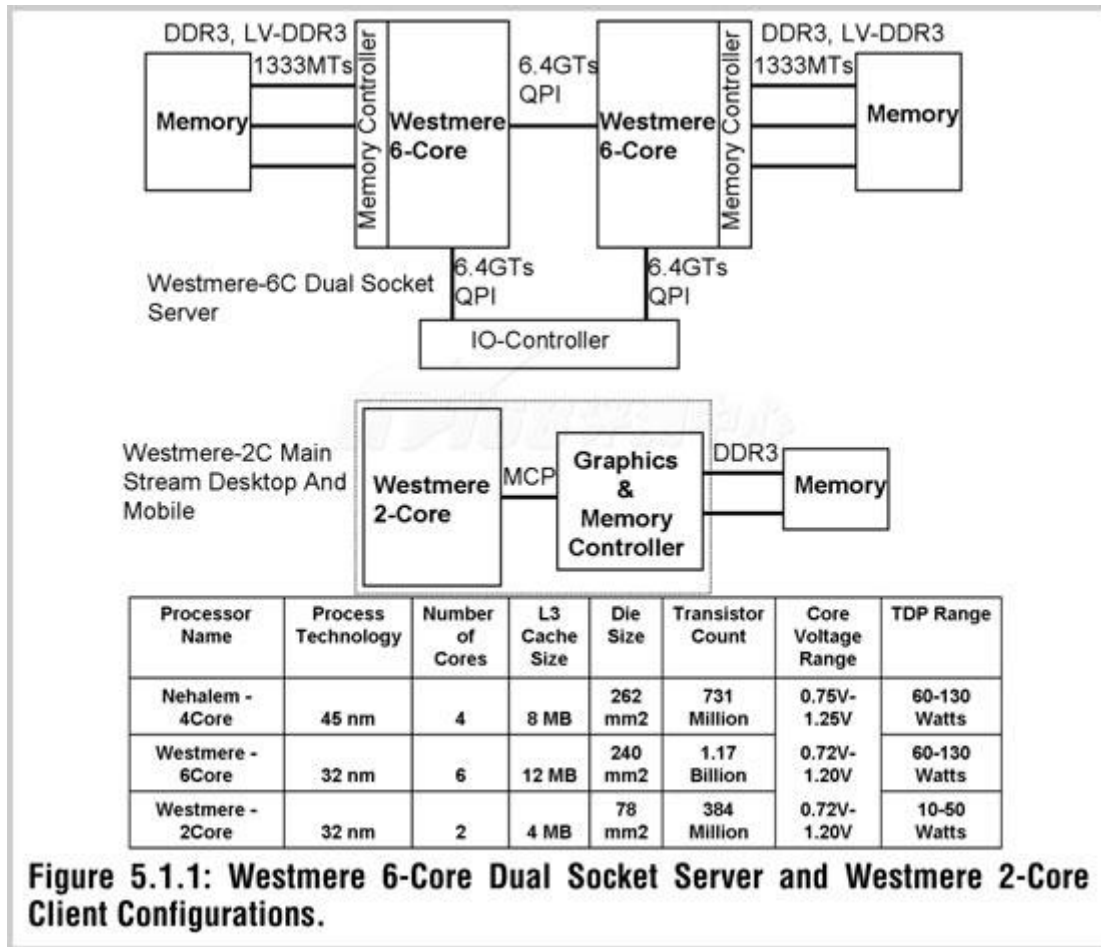 DDR3, LV-DDR3
1333MTs
Memory
Memory Controller
Westmere
6-Core
6.4GTs
QPI
Westmere
6-Core
Memory Controller
DDR3, LV-DDR3
1333MTs
Memory
Westmere-6C Dual Socket
Server
6.4GTs
QPI
6.4GTs
QPI
IO-Controller
Westmere-2C Main
Stream Desktop And
Mobile
Westmere
2-Core
MCP
Graphics
&
Memory
Controller
DDR3
Memory
Processor Name Process Technology Number of Cores L3 Cache Size Die Size Transistor Count Core Voltage Range TDP Range
Nehalem - 4Core 45 nm 4 8 MB 262 mm2 731 Million 0.75V-1.25V 60-130 Watts
Westmere - 6Core 32 nm 6 12 MB 240 mm2 1.17 Billion 0.72V-1.20V 60-130 Watts
Westmere - 2Core 32 nm 2 4 MB 78 mm2 384 Million 0.72V-1.20V 10-50 Watts
Figure 5.1.1: Westmere 6-Core Dual Socket Server and Westmere 2-Core
Client Configurations.